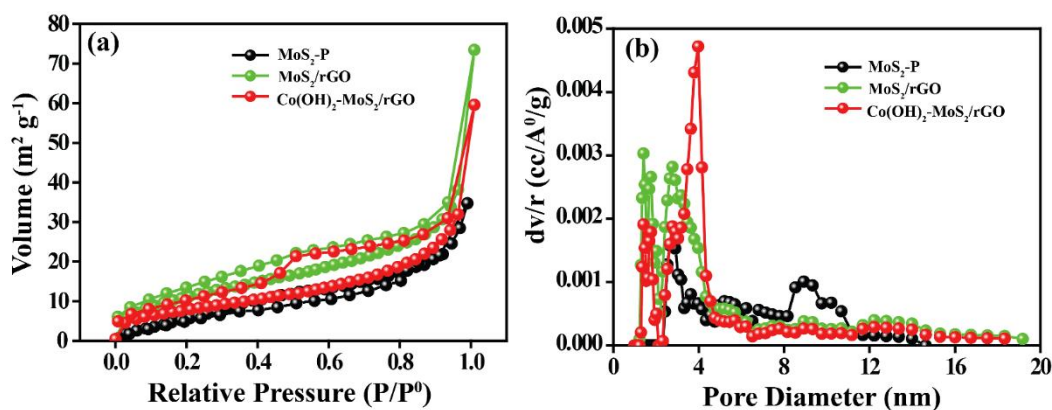 (a)
MoS2-P
MoS2/rGO
Co(OH)2-MoS2/rGO
Volume (m2 g-1)
80
70
60
50
40
30
20
10
0
0.0 0.2 0.4 0.6 0.8 1.0
Relative Pressure (P/P0)
(b)
MoS2-P
MoS2/rGO
Co(OH)2-MoS2/rGO
dv/r (cc/A0/g)
0.005
0.004
0.003
0.002
0.001
0.000
0 4 8 12 16 20
Pore Diameter (nm)